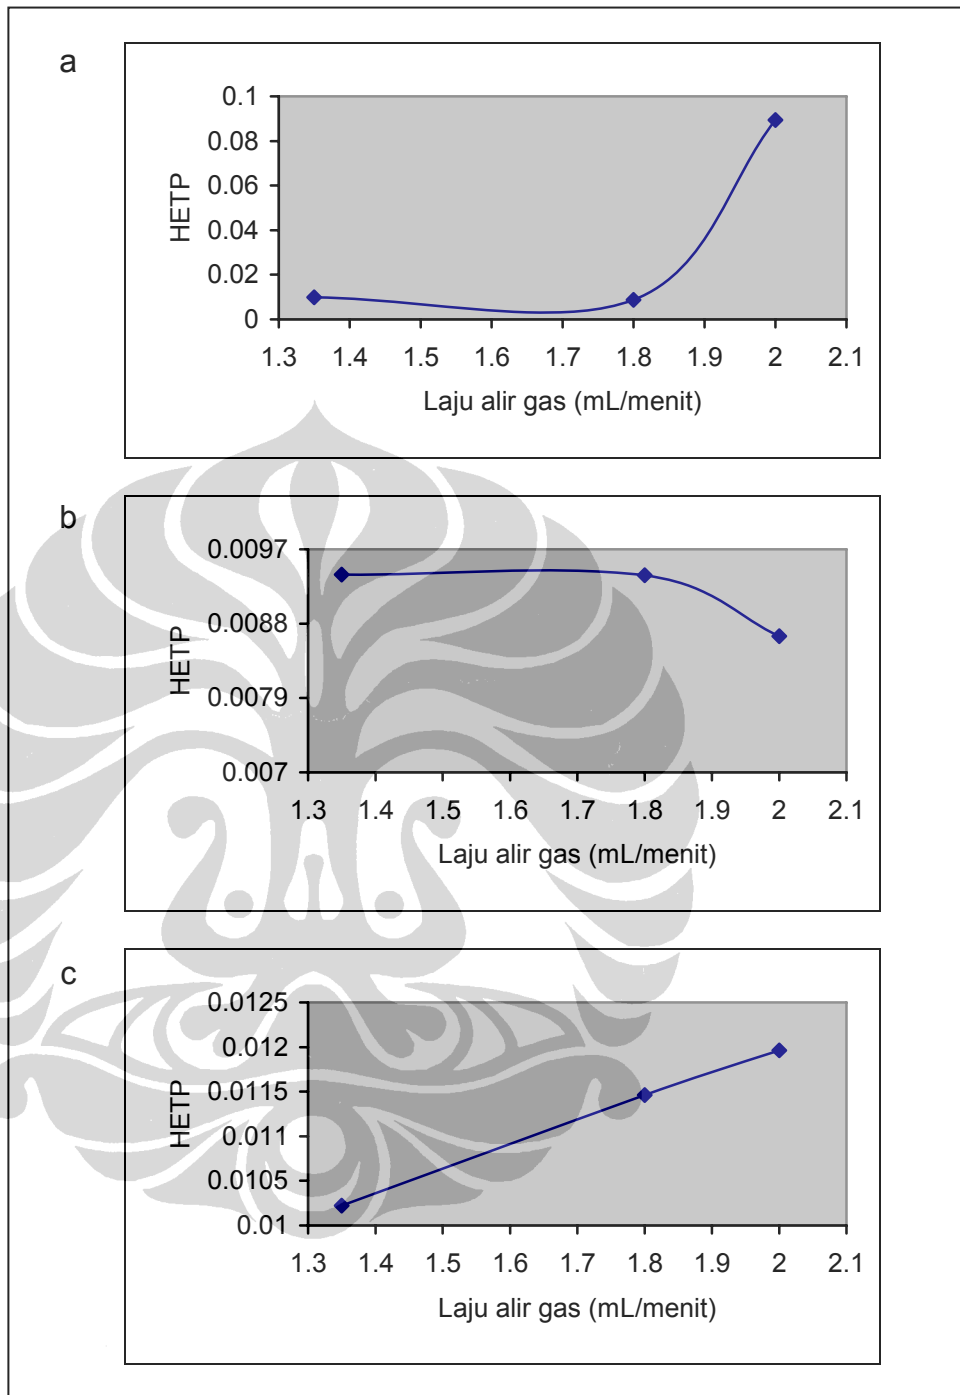 a
0.1
0.08
0.06
0.04
0.02
0
HETP
1.3 1.4 1.5 1.6 1.7 1.8 1.9 2 2.1
Laju alir gas (mL/menit)
b
0.0097
0.0088
0.0079
0.007
HETP
1.3 1.4 1.5 1.6 1.7 1.8 1.9 2 2.1
Laju alir gas (mL/menit)
c
0.0125
0.012
0.0115
0.011
0.0105
0.01
HETP
1.3 1.4 1.5 1.6 1.7 1.8 1.9 2 2.1
Laju alir gas (mL/menit)